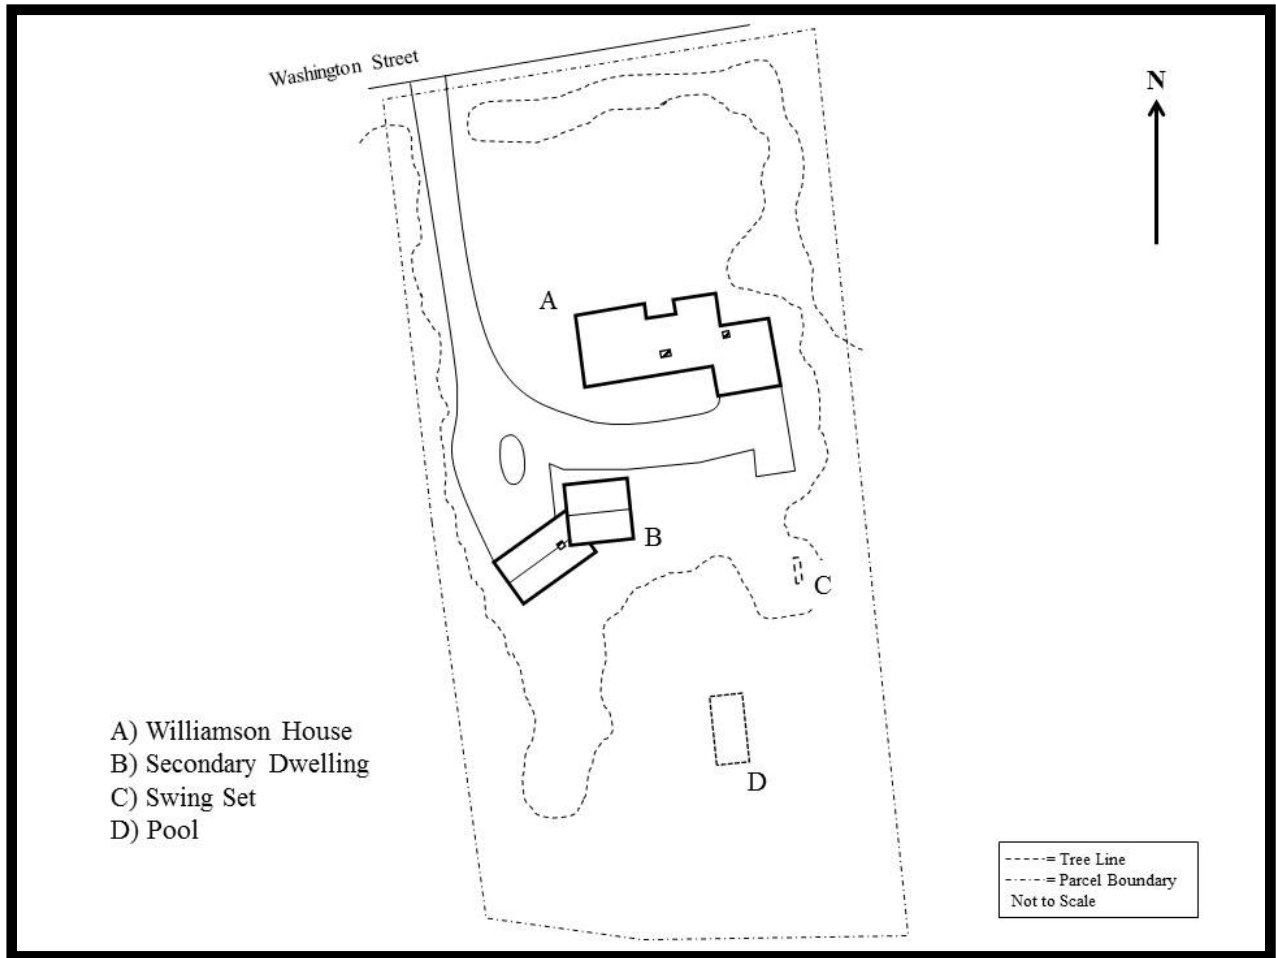 Washington Street
N
A
B
C
D
A) Williamson House
B) Secondary Dwelling
C) Swing Set
D) Pool
= Tree Line
= Parcel Boundary
Not to Scale